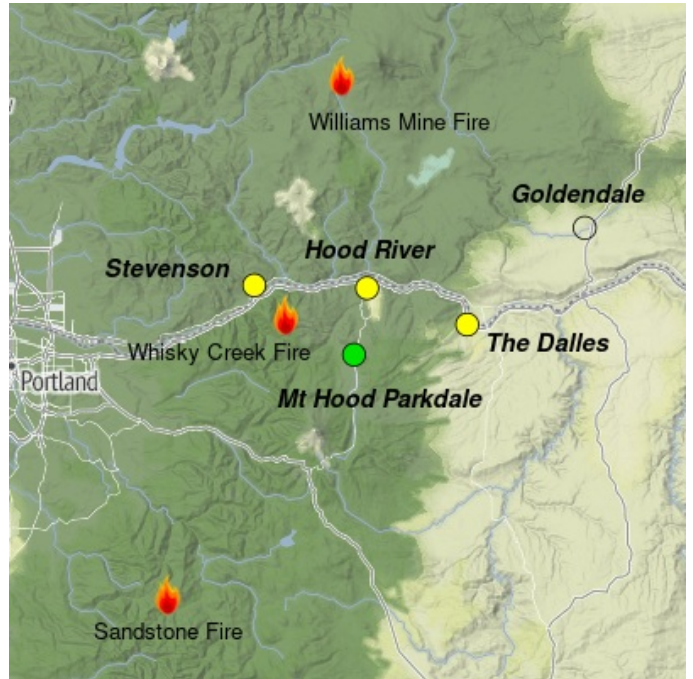 Williams Mine Fire
Goldendale
Hood River
Stevenson
The Dalles
Whisky Creek Fire
Portland
Mt Hood Parkdale
Sandstone Fire